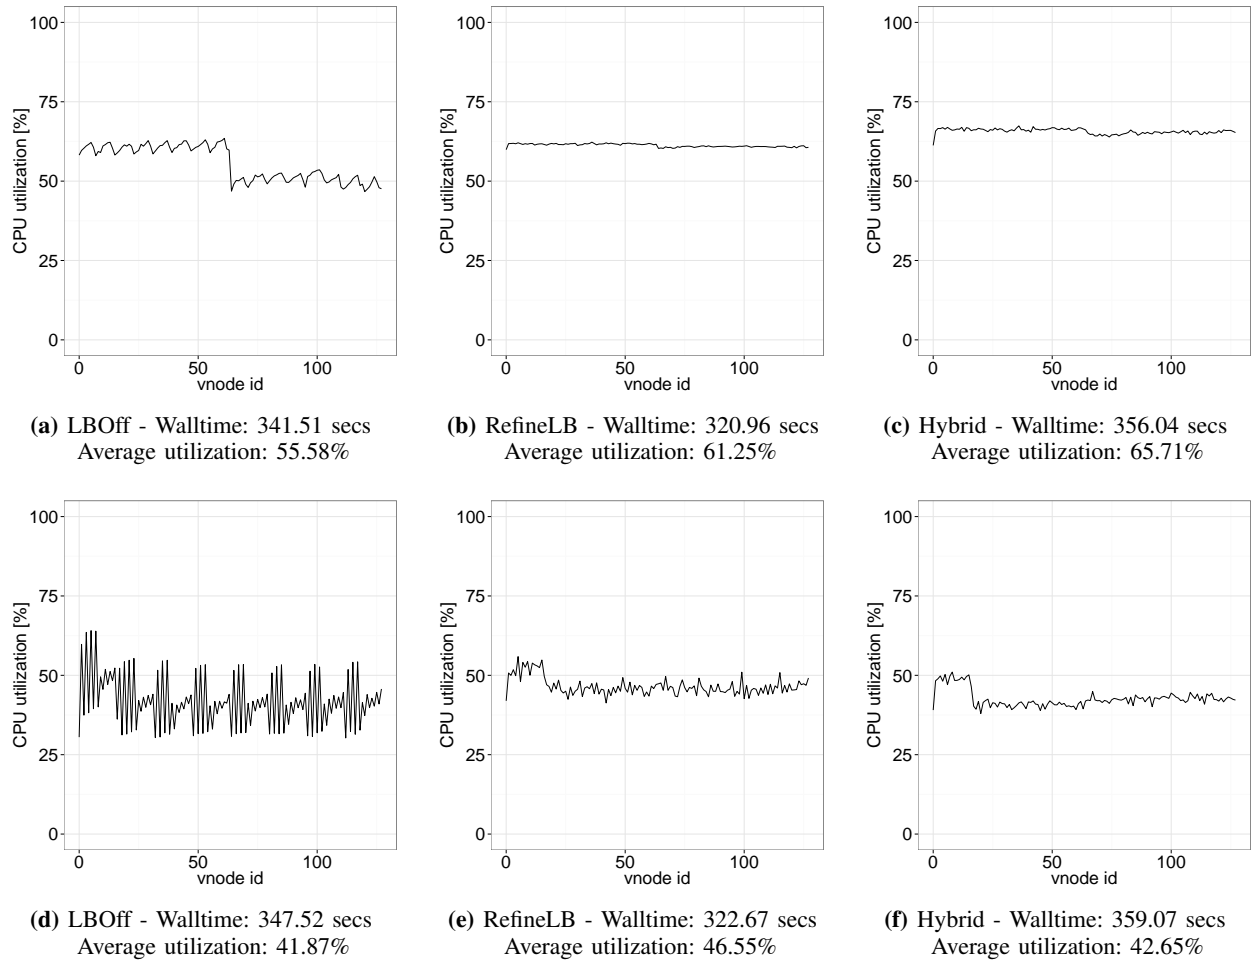 100
75
50
25
0
CPU utilization [%]
0 50 100
vnode id
(a) LBOff - Walltime: 341.51 secs
Average utilization: 55.58%
100
75
50
25
0
CPU utilization [%]
0 50 100
vnode id
(b) RefineLB - Walltime: 320.96 secs
Average utilization: 61.25%
100
75
50
25
0
CPU utilization [%]
0 50 100
vnode id
(c) Hybrid - Walltime: 356.04 secs
Average utilization: 65.71%
100
75
50
25
0
CPU utilization [%]
0 50 100
vnode id
(d) LBOff - Walltime: 347.52 secs
Average utilization: 41.87%
100
75
50
25
0
CPU utilization [%]
0 50 100
vnode id
(e) RefineLB - Walltime: 322.67 secs
Average utilization: 46.55%
100
75
50
25
0
CPU utilization [%]
0 50 100
vnode id
(f) Hybrid - Walltime: 359.07 secs
Average utilization: 42.65%